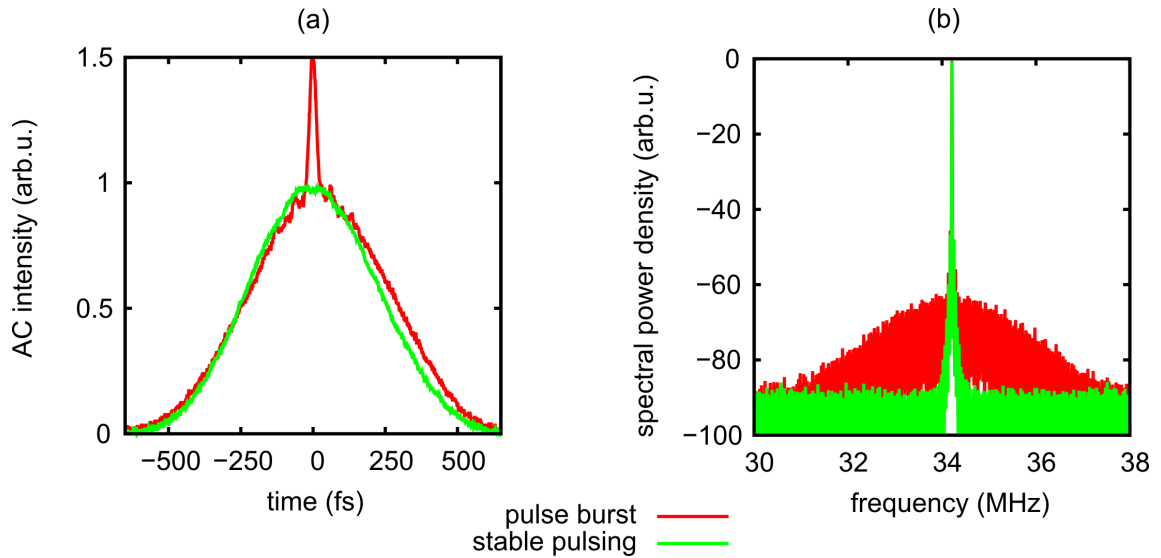 (a)
1.5
1
0.5
0
AC intensity (arb.u.)
−500 −250 0 250 500
time (fs)
(b)
0
−20
−40
−60
−80
−100
spectral power density (arb.u.)
30 32 34 36 38
frequency (MHz)
pulse burst
stable pulsing